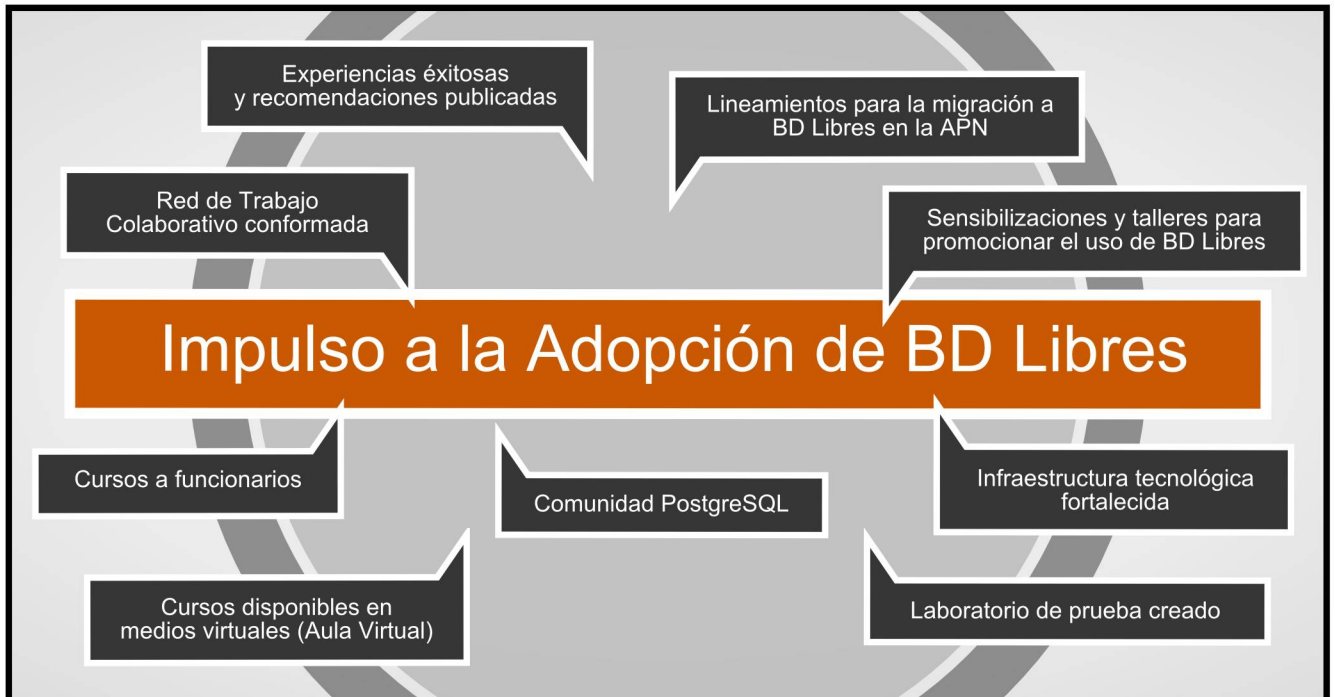 Experiencias éxitosas
y recomendaciones publicadas
Lineamientos para la migración a
BD Libres en la APN
Red de Trabajo
Colaborativo conformada
Sensibilizaciones y talleres para
promocionar el uso de BD Libres
Impulso a la Adopción de BD Libres
Cursos a funcionarios
Comunidad PostgreSQL
Infraestructura tecnológica
fortalecida
Cursos disponibles en
medios virtuales (Aula Virtual)
Laboratorio de prueba creado